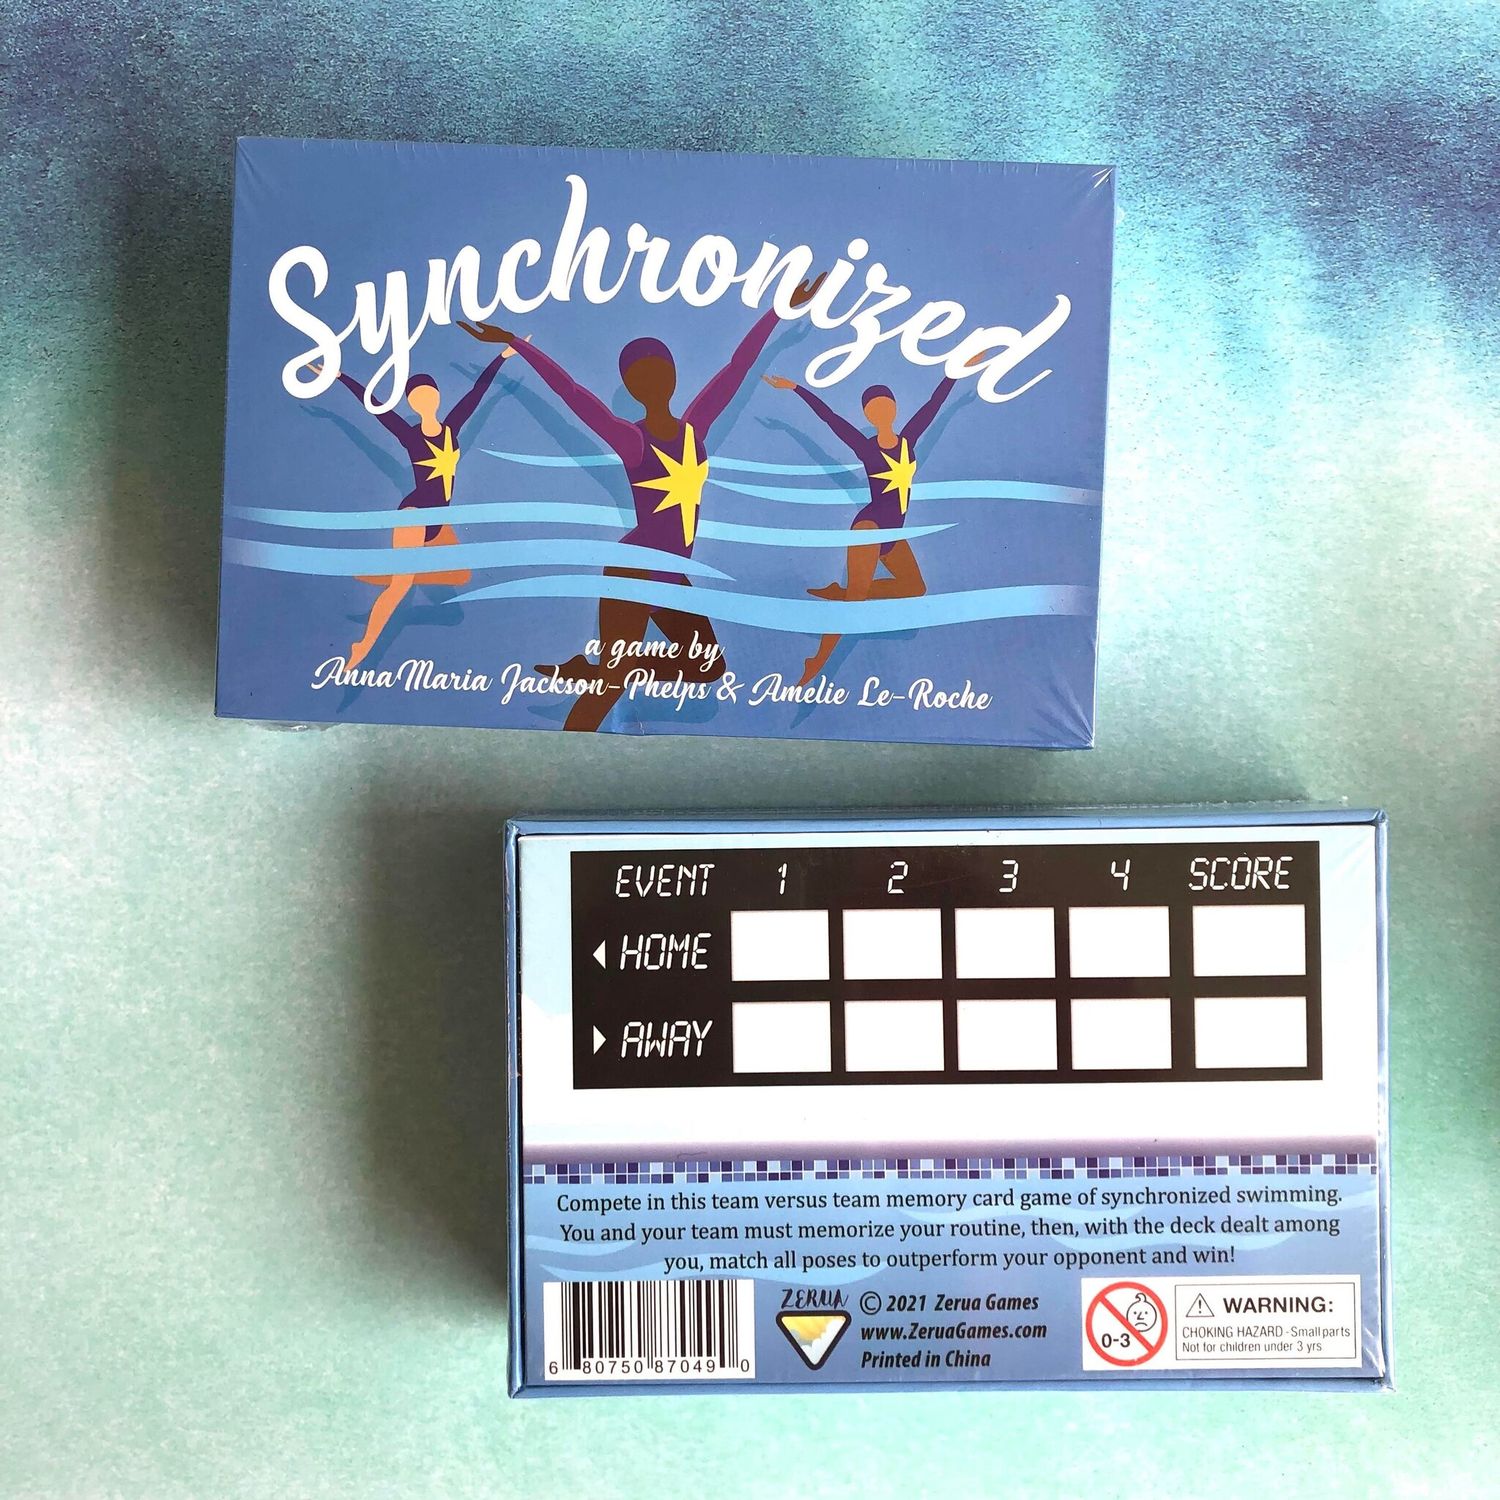 Synchronized
a game by
AnnaMaria Jackson-Phelps & Amelie Le-Roche
EVENT 1 2 3 4 SCORE
HOME
AWAY
Compete in this team versus team memory card game of synchronized swimming.
You and your team must memorize your routine, then, with the deck dealt among
you, match all poses to outperform your opponent and win!
6 80750 87049 0
ZERUA
© 2021 Zerua Games
www.ZeruaGames.com
Printed in China
0-3
WARNING:
CHOKING HAZARD - Small parts
Not for children under 3 yrs